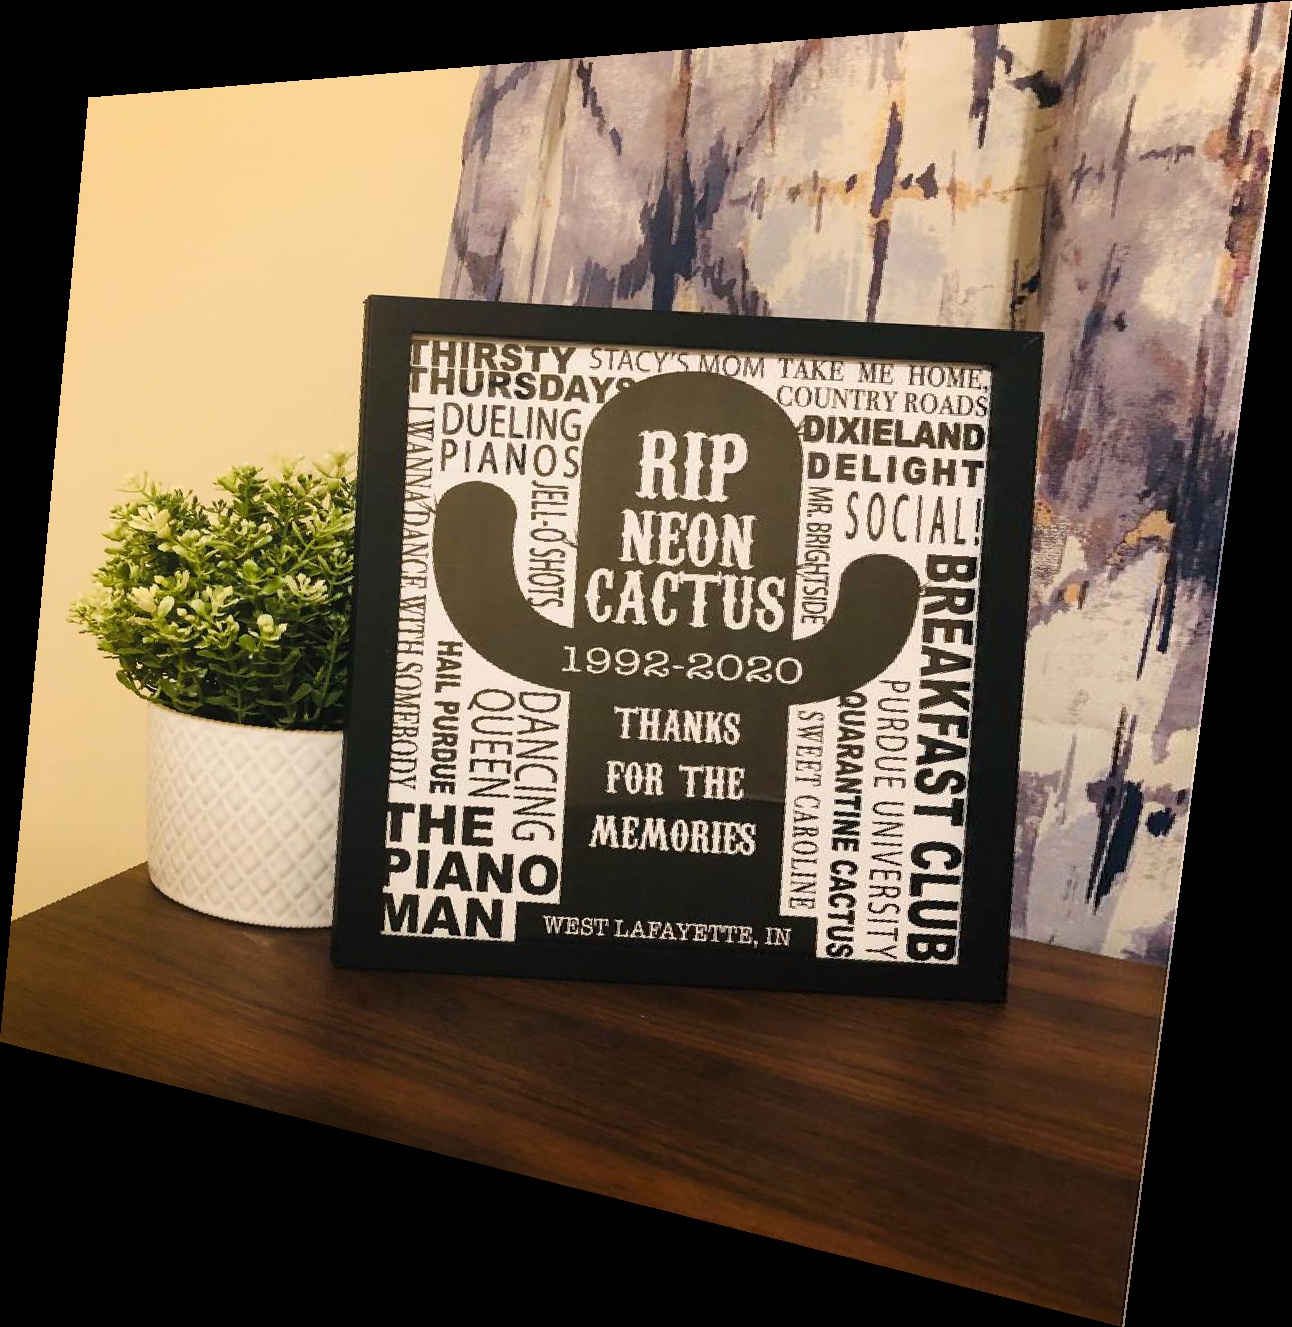 THIRSTY
THURSDAYS
STACY'S MOM
TAKE ME HOME,
COUNTRY ROADS
I WANNA DANCE WITH SOMEBODY
DUELING
PIANOS
JELL-O SHOTS
DIXIELAND
DELIGHT
MR. BRIGHTSIDE
SOCIAL!
BREAKFAST CLUB
RIP
NEON
CACTUS
1992-2020
THANKS
FOR THE
MEMORIES
HAIL PURDUE
DANCING
QUEEN
THE
PIANO
MAN
SWEET CAROLINE
QUARANTINE CACTUS
PURDUE UNIVERSITY
WEST LAFAYETTE, IN